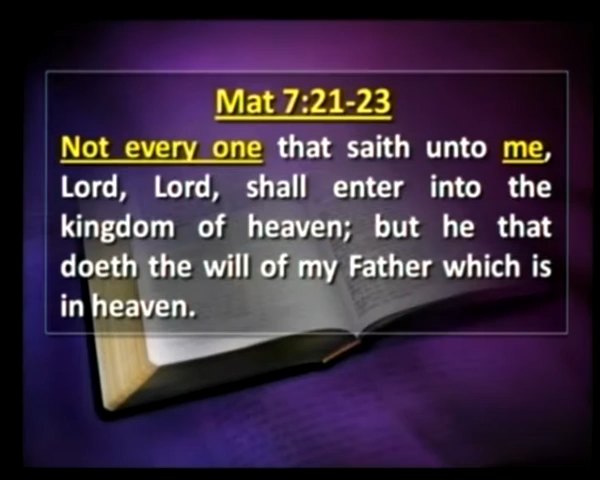 Mat 7:21-23
Not every one that saith unto me,
Lord, Lord, shall enter into the
kingdom of heaven; but he that
doeth the will of my Father which is
in heaven.